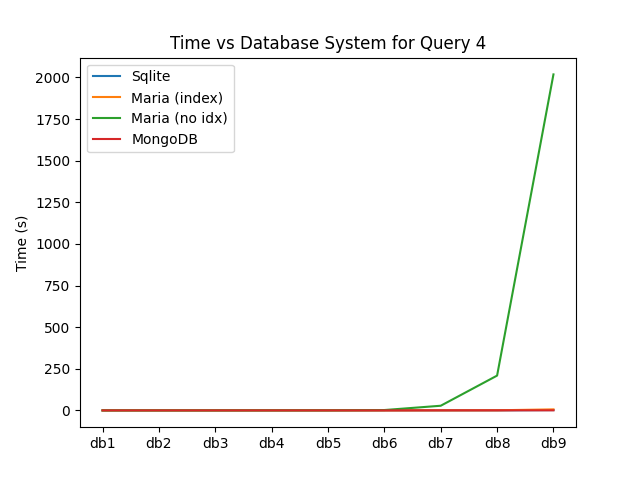 Time vs Database System for Query 4
Sqlite
Maria (index)
Maria (no idx)
MongoDB
Time (s)
2000
1750
1500
1250
1000
750
500
250
0
db1 db2 db3 db4 db5 db6 db7 db8 db9